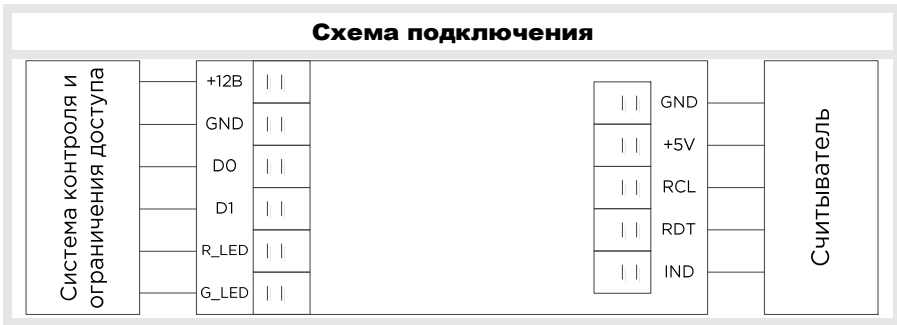 Схема подключения
Система контроля и
ограничения доступа
+12В
GND
D0
D1
R_LED
G_LED
GND
+5V
RCL
RDT
IND
Считыватель